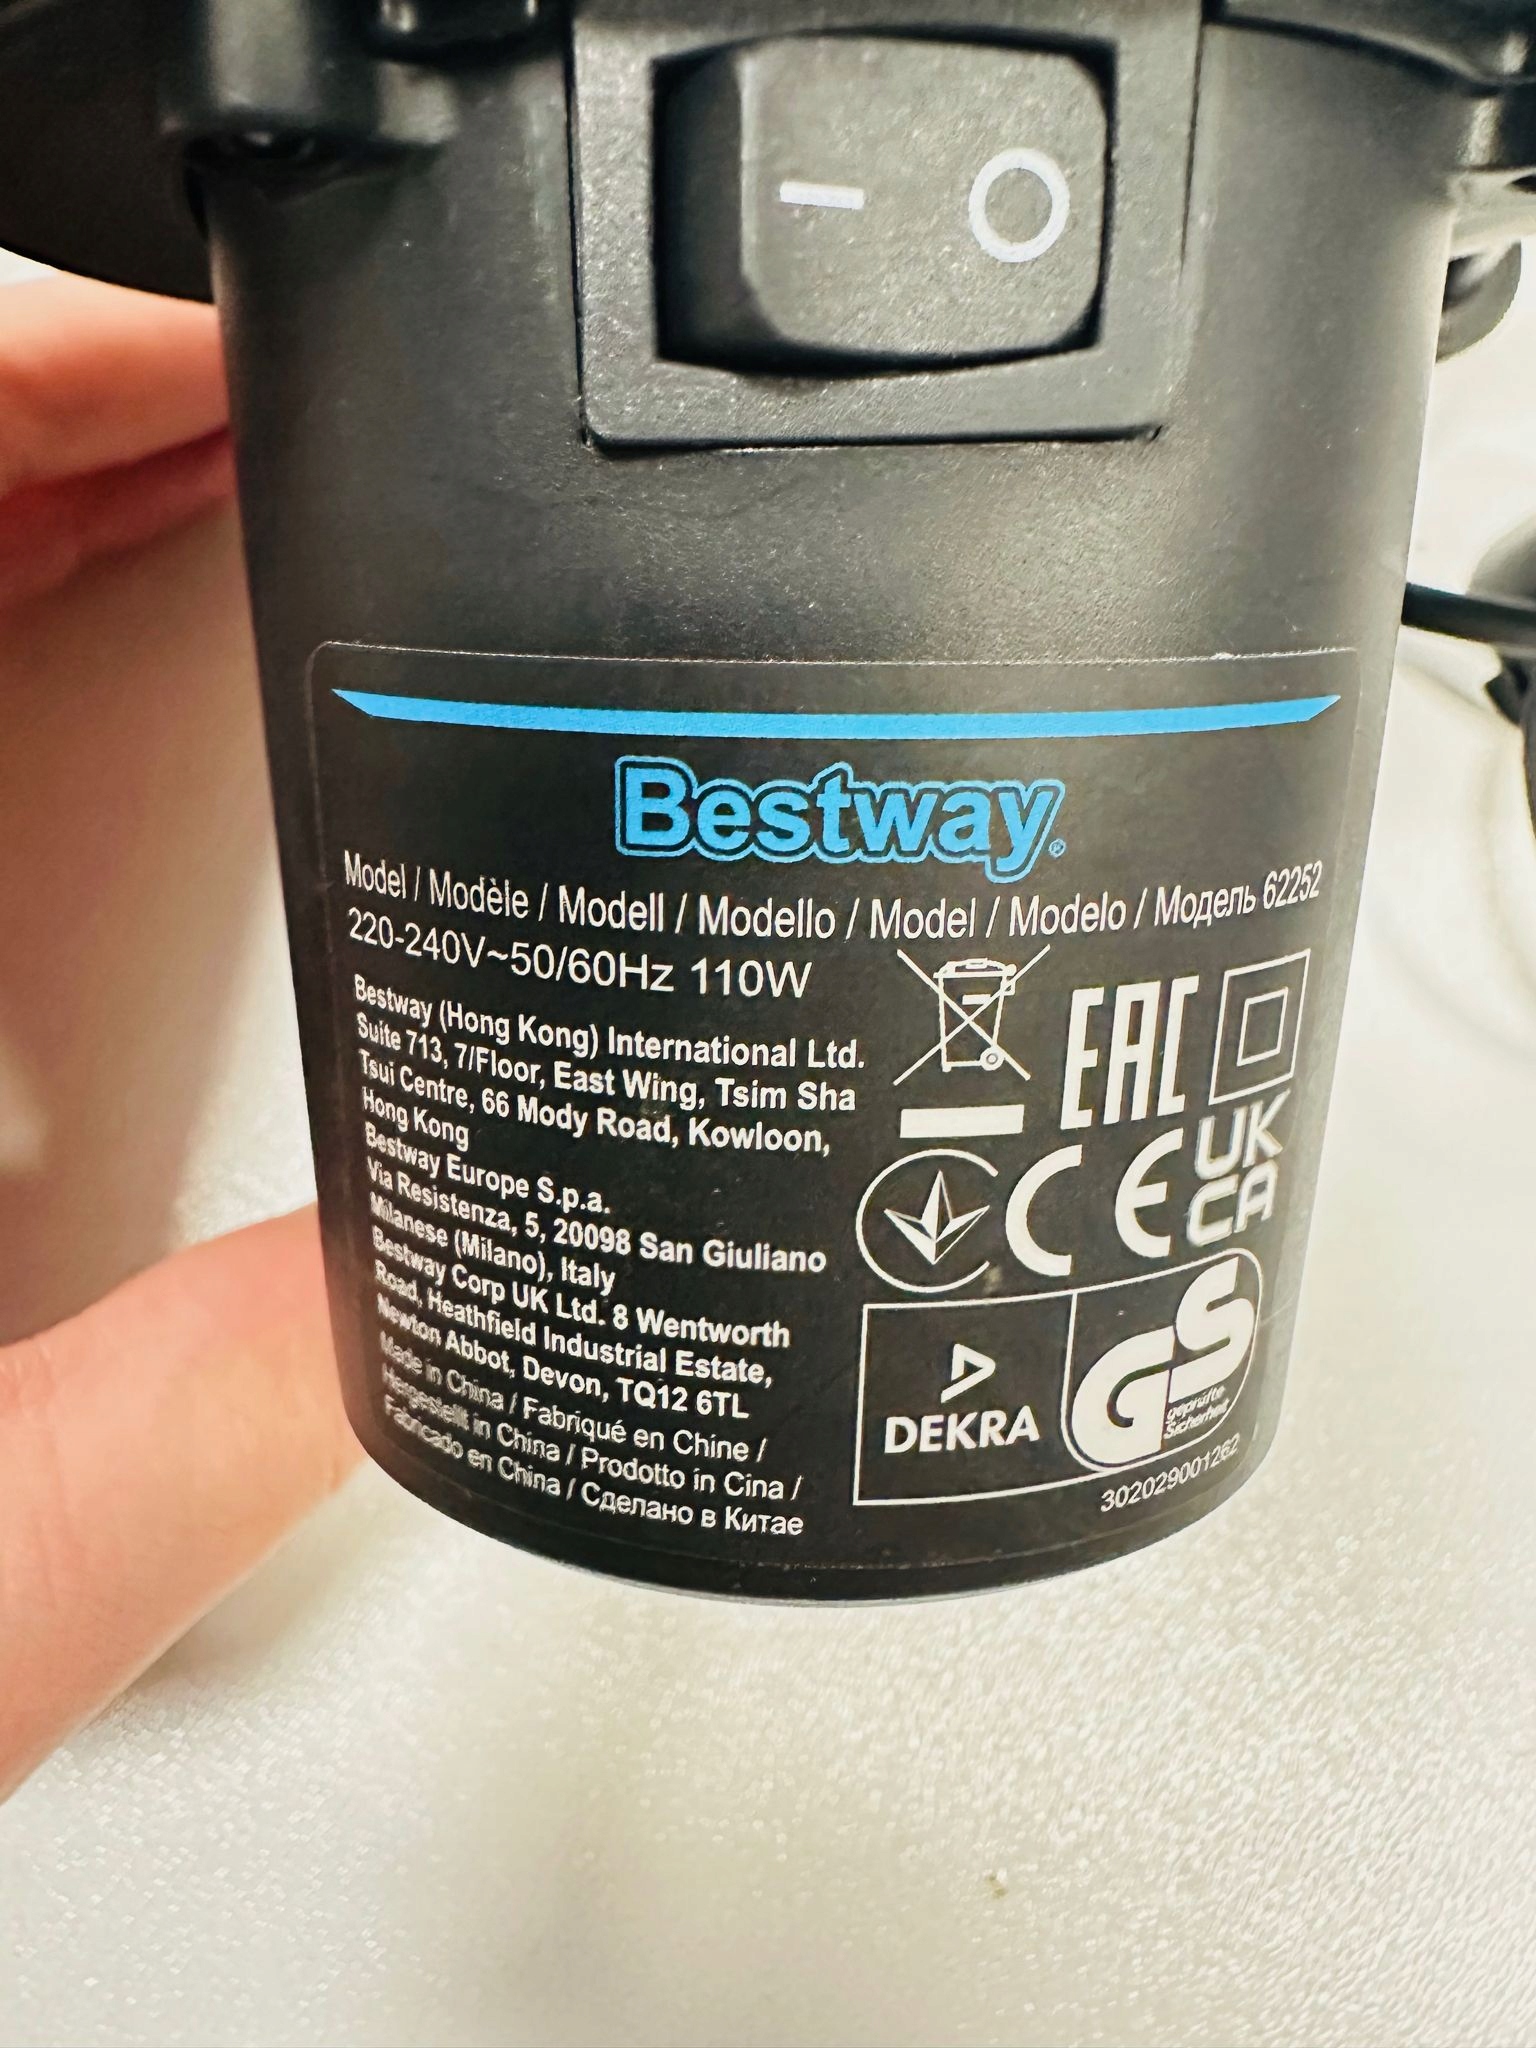 Bestway®
Model / Modèle / Modell / Modello / Model / Modelo / Модель 62252
220-240V~50/60Hz 110W
Bestway (Hong Kong) International Ltd.
Suite 713, 7/Floor, East Wing, Tsim Sha
Tsui Centre, 66 Mody Road, Kowloon,
Hong Kong
Bestway Europe S.p.a.
Via Resistenza, 5, 20098 San Giuliano
Milanese (Milano), Italy
Bestway Corp UK Ltd. 8 Wentworth
Road, Heathfield Industrial Estate,
Newton Abbot, Devon, TQ12 6TL
Made in China / Fabriqué en Chine /
Hergestellt in China / Prodotto in Cina /
Fabricado en China / Сделано в Китае
EAC
CE
UK
CA
DEKRA
GS
geprüfte
Sicherheit
302029001262